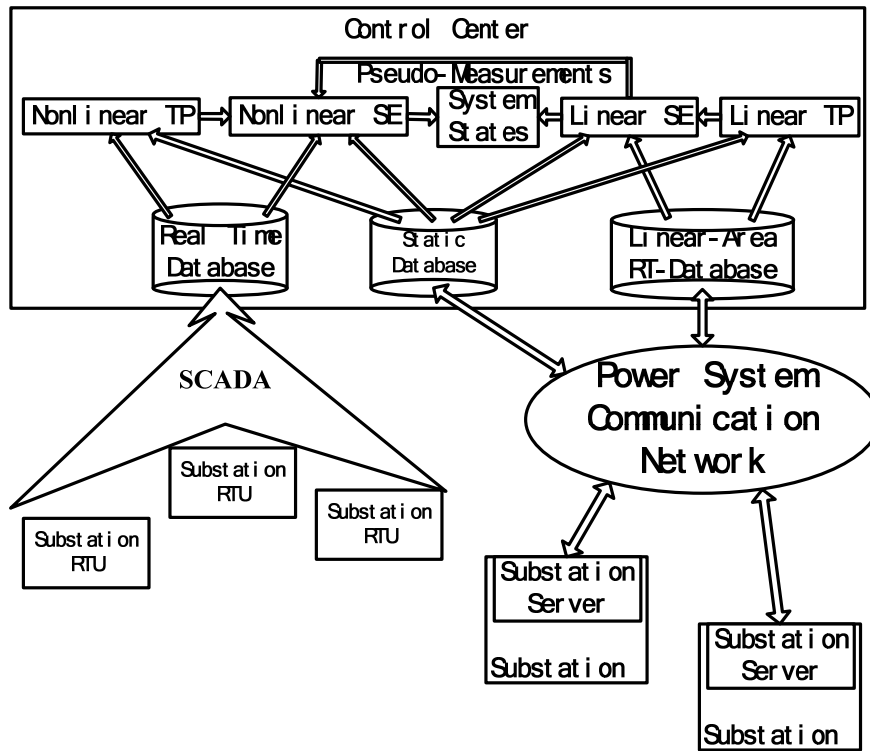 Control Center
Pseudo-Measurements
Nonlinear TP
Nonlinear SE
System
States
Linear SE
Linear TP
Real Time
Database
Static
Database
Linear-Area
RT-Database
SCADA
Power System
Communication
Network
Substation
RTU
Substation
RTU
Substation
RTU
Substation
Server
Substation
Substation
Server
Substation